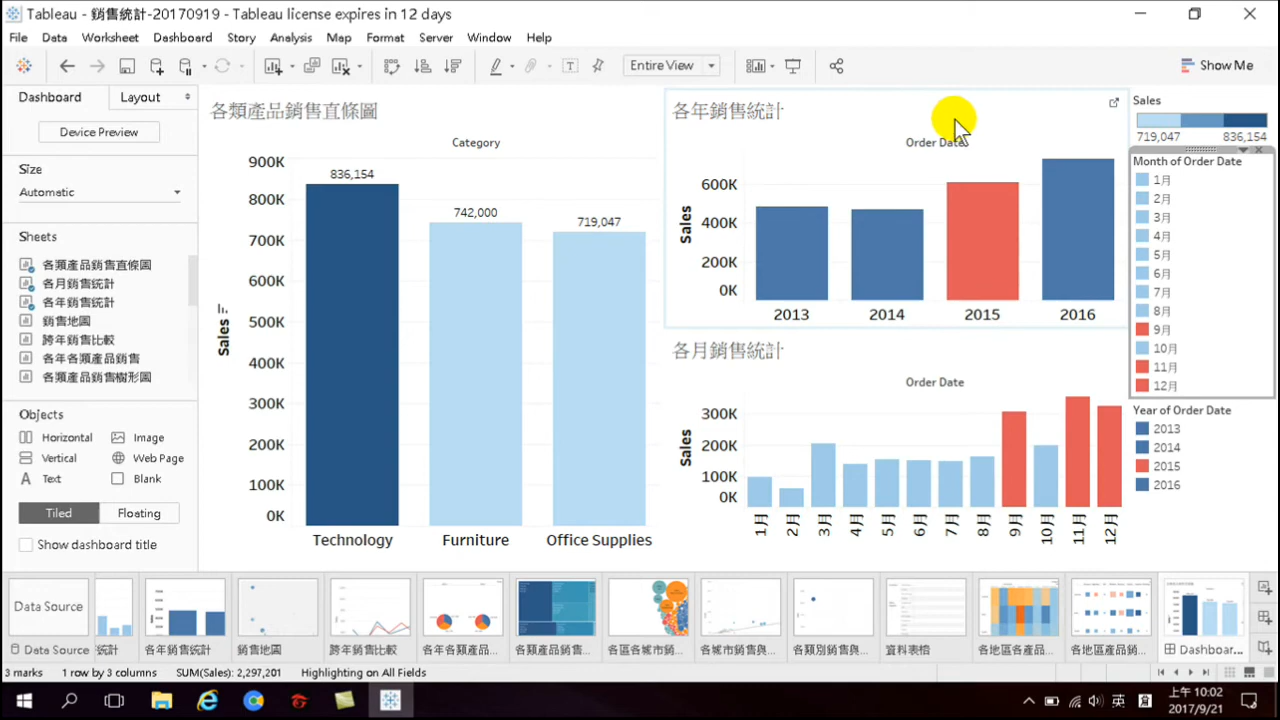 Tableau - 銷售統計-20170919 - Tableau license expires in 12 days
File Data Worksheet Dashboard Story Analysis Map Format Server Window Help
Entire View
Show Me
Dashboard Layout
Device Preview
Size
Automatic
Sheets
各類產品銷售直條圖
各月銷售統計
各年銷售統計
銷售地圖
跨年銷售比較
各年各類產品銷售
各類產品銷售樹形圖
Objects
Horizontal Image
Vertical Web Page
Text Blank
Tiled Floating
Show dashboard title
各類產品銷售直條圖
Category
900K
800K
700K
600K
500K
400K
300K
200K
100K
0K
Sales
836,154
742,000
719,047
Technology Furniture Office Supplies
各年銷售統計
Order Date
600K
400K
200K
0K
Sales
2013 2014 2015 2016
各月銷售統計
Order Date
300K
200K
100K
0K
Sales
1月 2月 3月 4月 5月 6月 7月 8月 9月 10月 11月 12月
Sales
719,047 836,154
Month of Order Date
1月
2月
3月
4月
5月
6月
7月
8月
9月
10月
11月
12月
Year of Order Date
2013
2014
2015
2016
Data Source
Data Source 統計 各年銷售統計 銷售地圖 跨年銷售比較 各年各類產品... 各類產品銷售... 各區各城市銷... 各城市銷售與... 各類別銷售與... 資料表格 各地區各產品... 各地區產品銷... Dashboar...
3 marks 1 row by 3 columns SUM(Sales): 2,297,201 Highlighting on All Fields
英
上午 10:02
2017/9/21